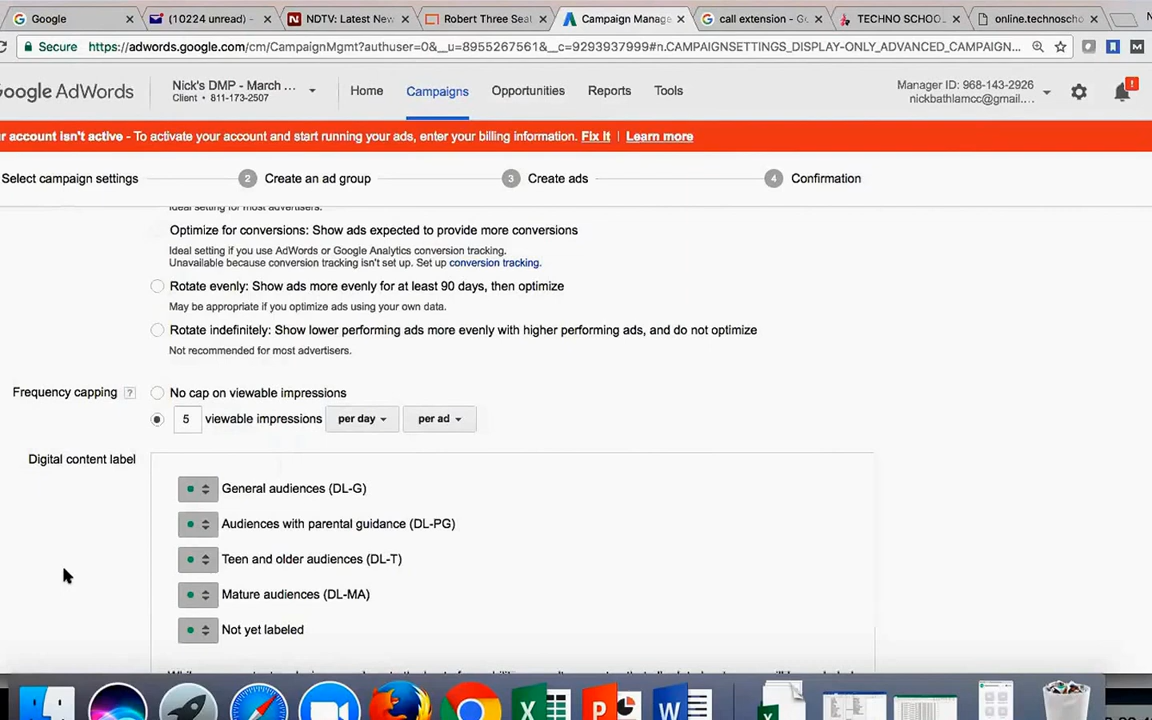 Google
(10224 unread) -
NDTV: Latest New
Robert Three Sea
Campaign Manage
call extension - Go
TECHNO SCHOOL
online.technoscho
Secure
https://adwords.google.com/cm/CampaignMgmt?authuser=0&__u=8955267561&__c=9293937999#n.CAMPAIGNSETTINGS_DISPLAY-ONLY_ADVANCED_CAMPAIGN...
oogle AdWords
Nick's DMP - March ...
Client • 811-173-2507
Home
Campaigns
Opportunities
Reports
Tools
Manager ID: 968-143-2926
nickbathlamcc@gmail....
!
r account isn't active - To activate your account and start running your ads, enter your billing information. Fix It | Learn more
Select campaign settings
2 Create an ad group
3 Create ads
4 Confirmation
Ideal setting for most advertisers.
Optimize for conversions: Show ads expected to provide more conversions
Ideal setting if you use AdWords or Google Analytics conversion tracking.
Unavailable because conversion tracking isn't set up. Set up conversion tracking.
Rotate evenly: Show ads more evenly for at least 90 days, then optimize
May be appropriate if you optimize ads using your own data.
Rotate indefinitely: Show lower performing ads more evenly with higher performing ads, and do not optimize
Not recommended for most advertisers.
Frequency capping ?
No cap on viewable impressions
5 viewable impressions per day per ad
Digital content label
General audiences (DL-G)
Audiences with parental guidance (DL-PG)
Teen and older audiences (DL-T)
Mature audiences (DL-MA)
Not yet labeled